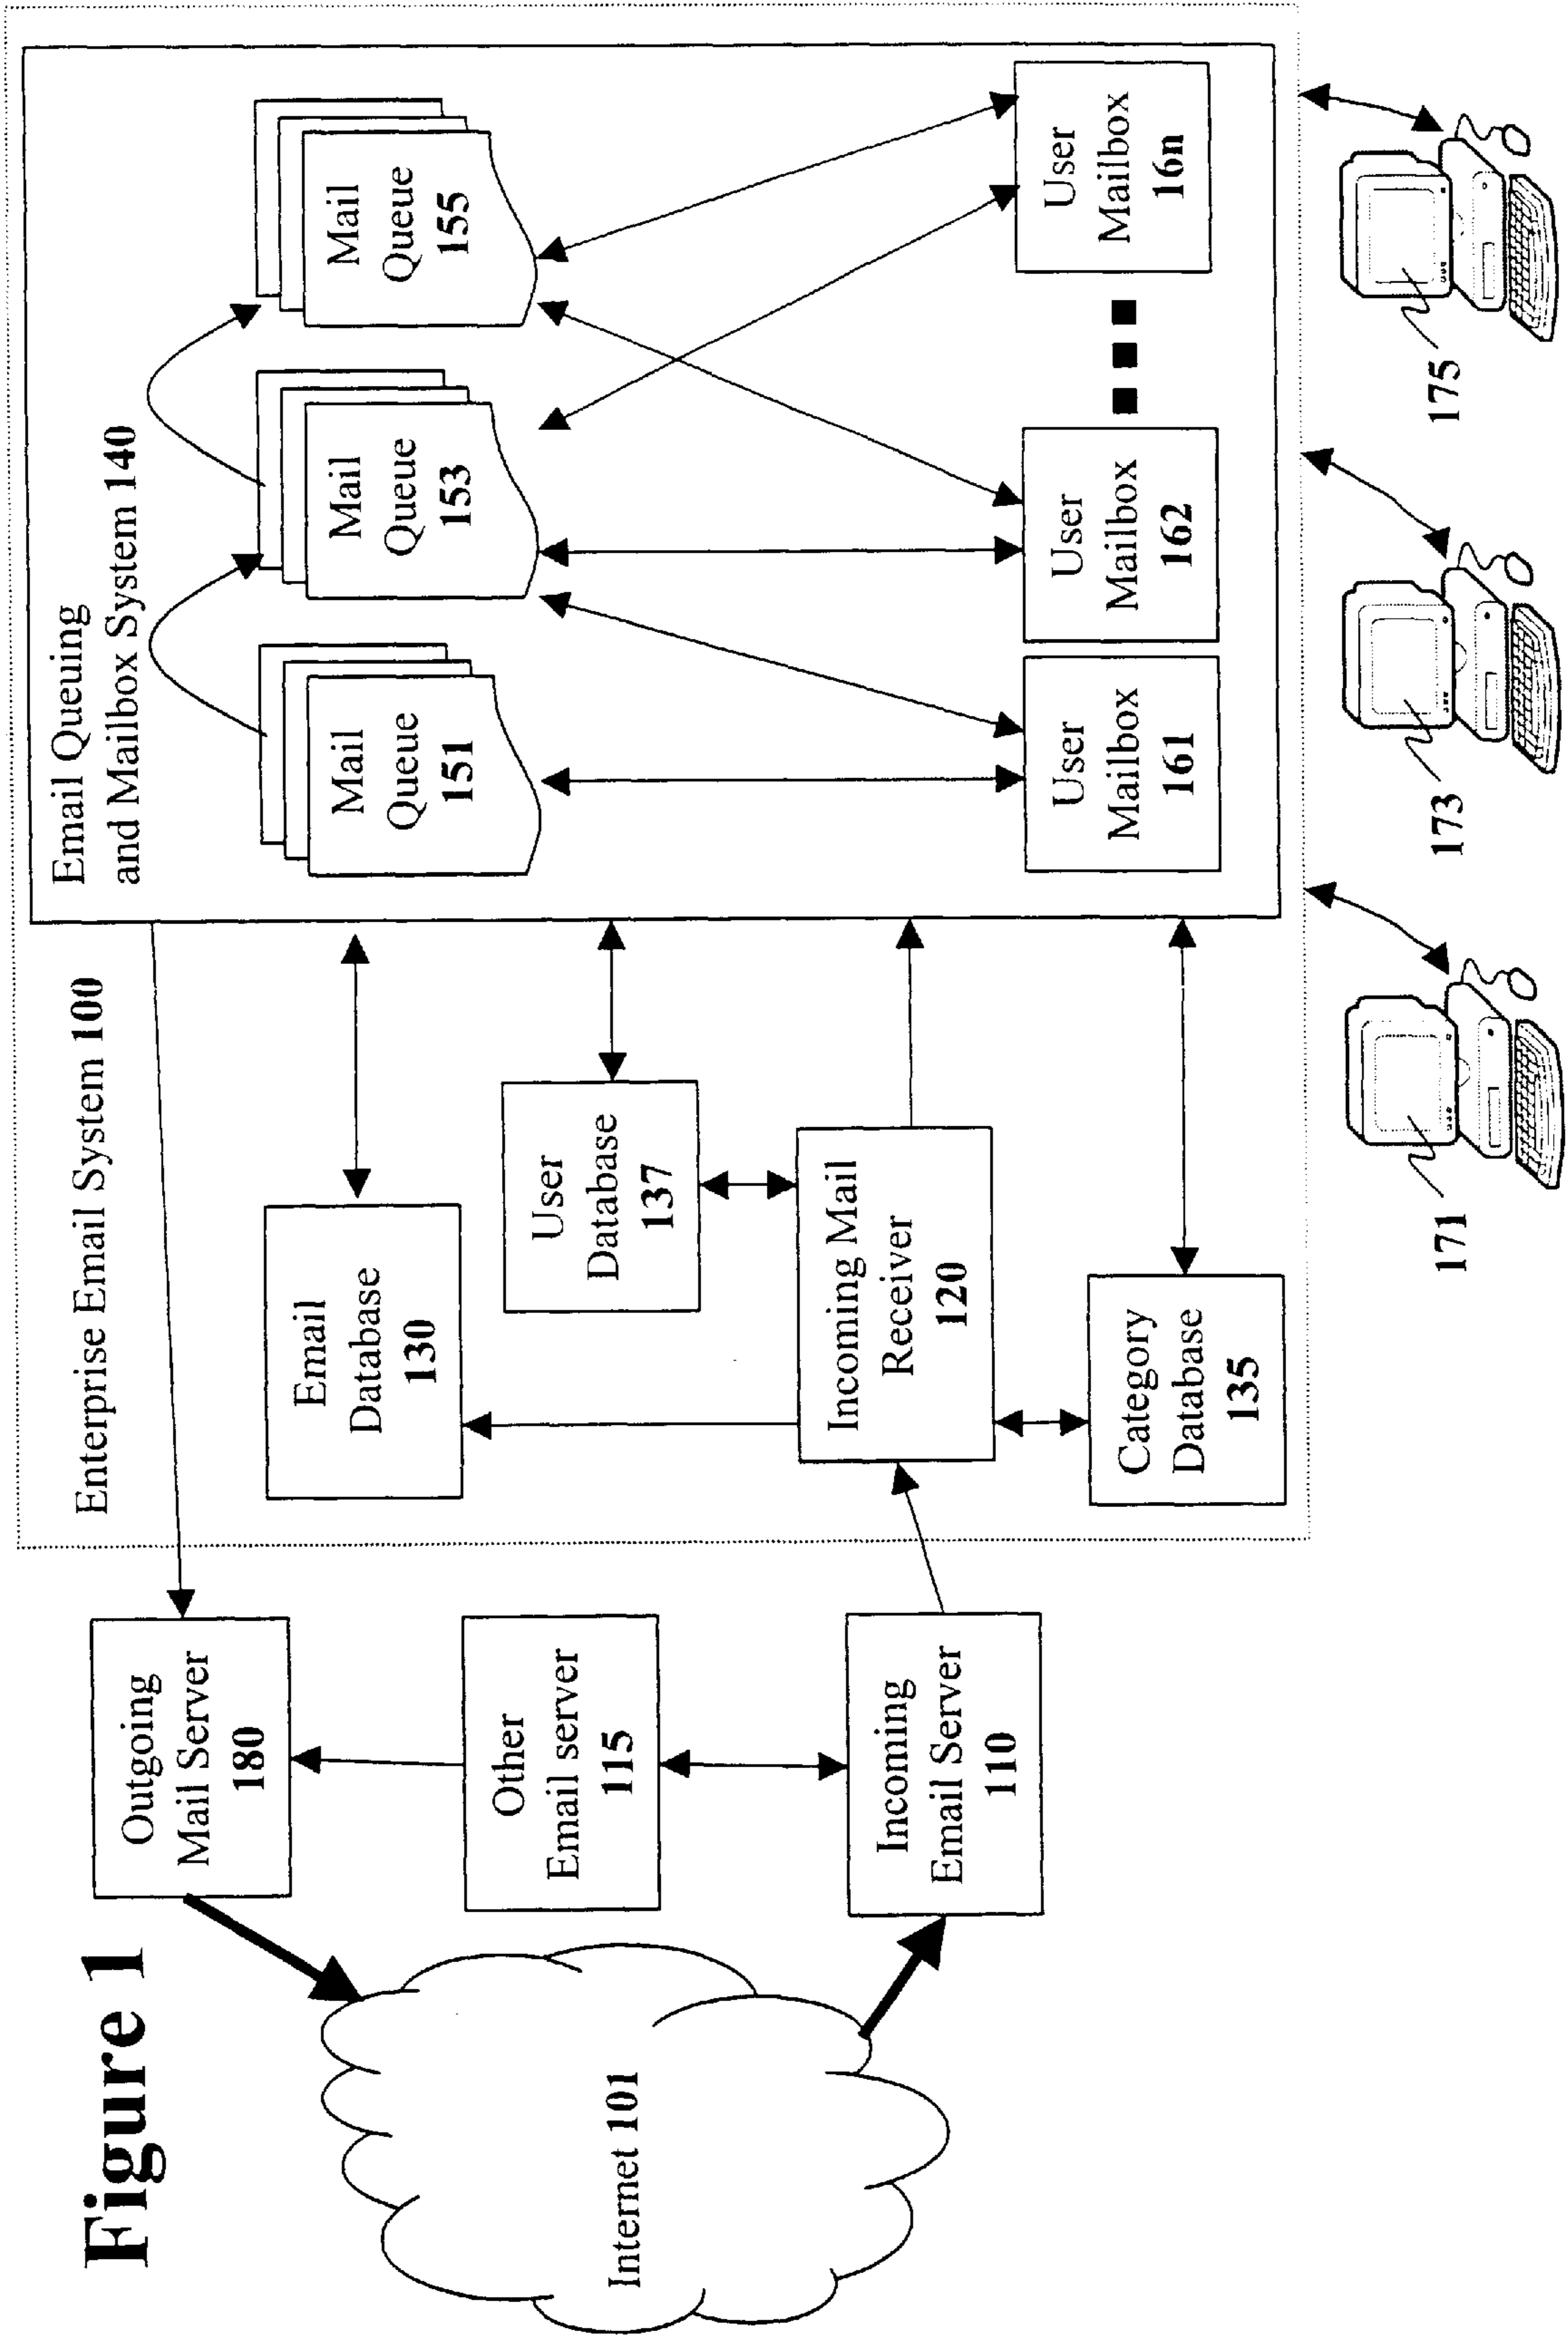 Figure 1
Internet 101
Outgoing
Mail Server
180
Other
Email server
115
Incoming
Email Server
110
Enterprise Email System 100
Email
Database
130
User
Database
137
Incoming Mail
Receiver
120
Category
Database
135
Email Queuing
and Mailbox System 140
Mail
Queue
151
Mail
Queue
153
Mail
Queue
155
User
Mailbox
161
User
Mailbox
162
User
Mailbox
16n
171
173
175